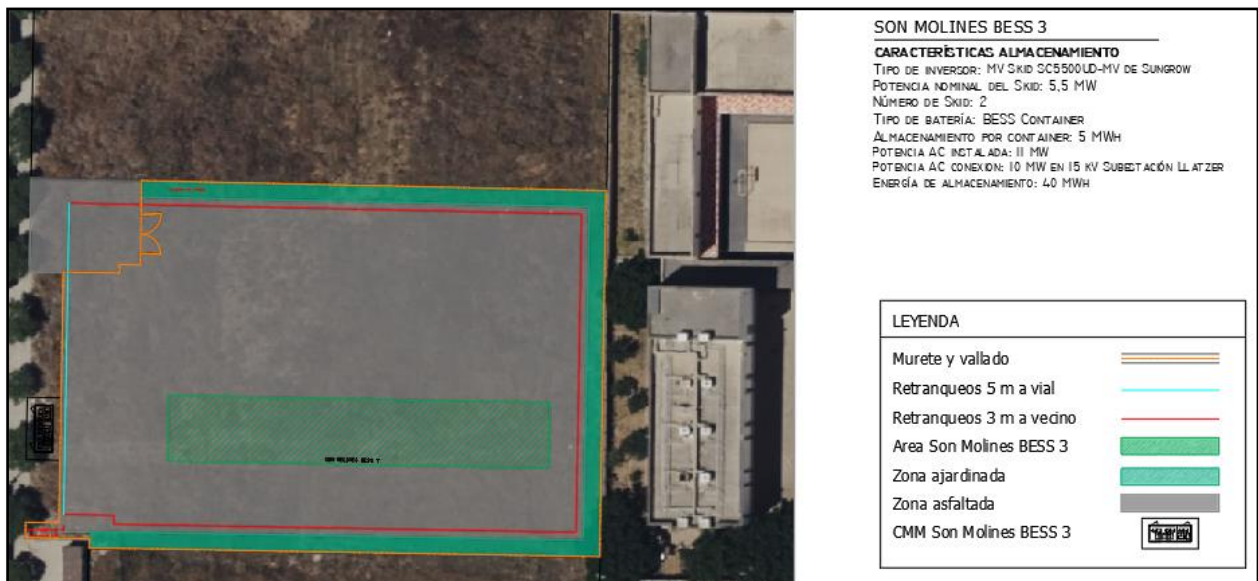 SON MOLINES BESS 3
CARACTERÍSTICAS ALMACENAMIENTO
TIPO DE INVERSOR: MV SKID SC5500UD-MV DE SUNGROW
POTENCIA NOMINAL DEL SKID: 5,5 MW
NÚMERO DE SKID: 2
TIPO DE BATERÍA: BESS CONTAINER
ALMACENAMIENTO POR CONTAINER: 5 MWH
POTENCIA AC INSTALADA: 11 MW
POTENCIA AC CONEXION: 10 MW EN 15 KV SUBESTACIÓN LLATZER
ENERGÍA DE ALMACENAMIENTO: 40 MWH
SON MOLINES BESS
LEYENDA
Murete y vallado
Retranqueos 5 m a vial
Retranqueos 3 m a vecino
Area Son Molines BESS 3
Zona ajardinada
Zona asfaltada
CMM Son Molines BESS 3